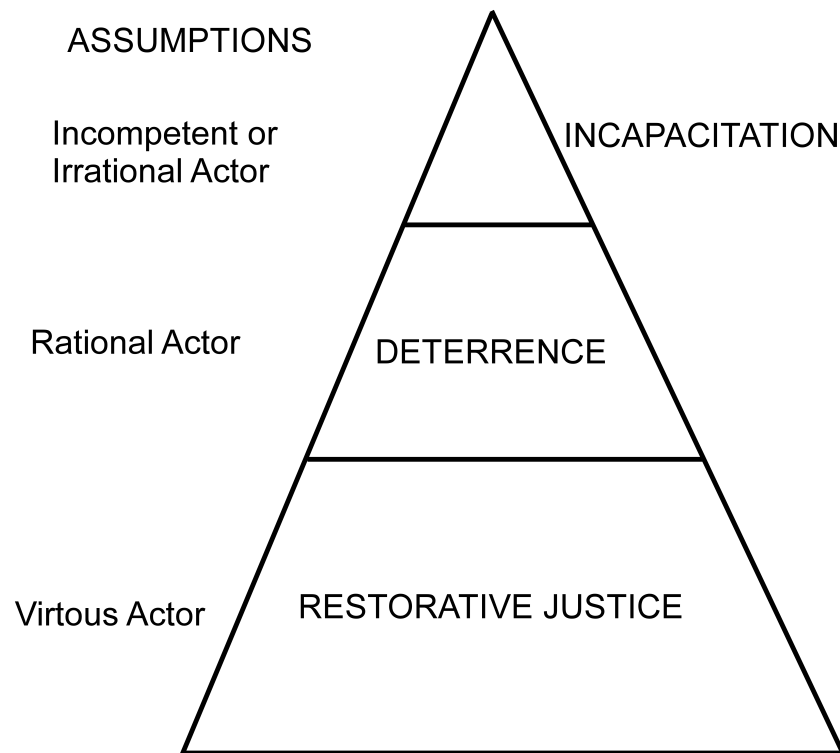 ASSUMPTIONS
Incompetent or
Irrational Actor
INCAPACITATION
Rational Actor
DETERRENCE
Virtous Actor
RESTORATIVE JUSTICE